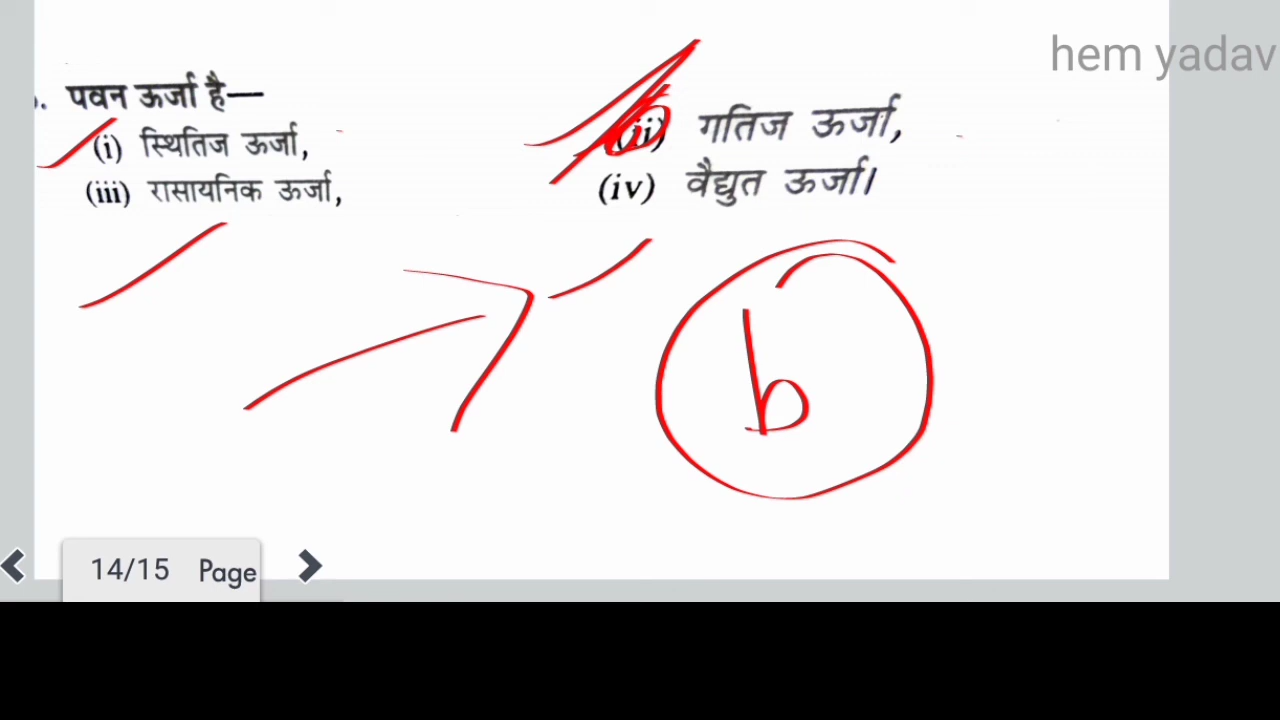 hem yadav
पवन ऊर्जा है—
(i) स्थितिज ऊर्जा, (ii) गतिज ऊर्जा,
(iii) रासायनिक ऊर्जा, (iv) वैद्युत ऊर्जा।
b
14/15 Page